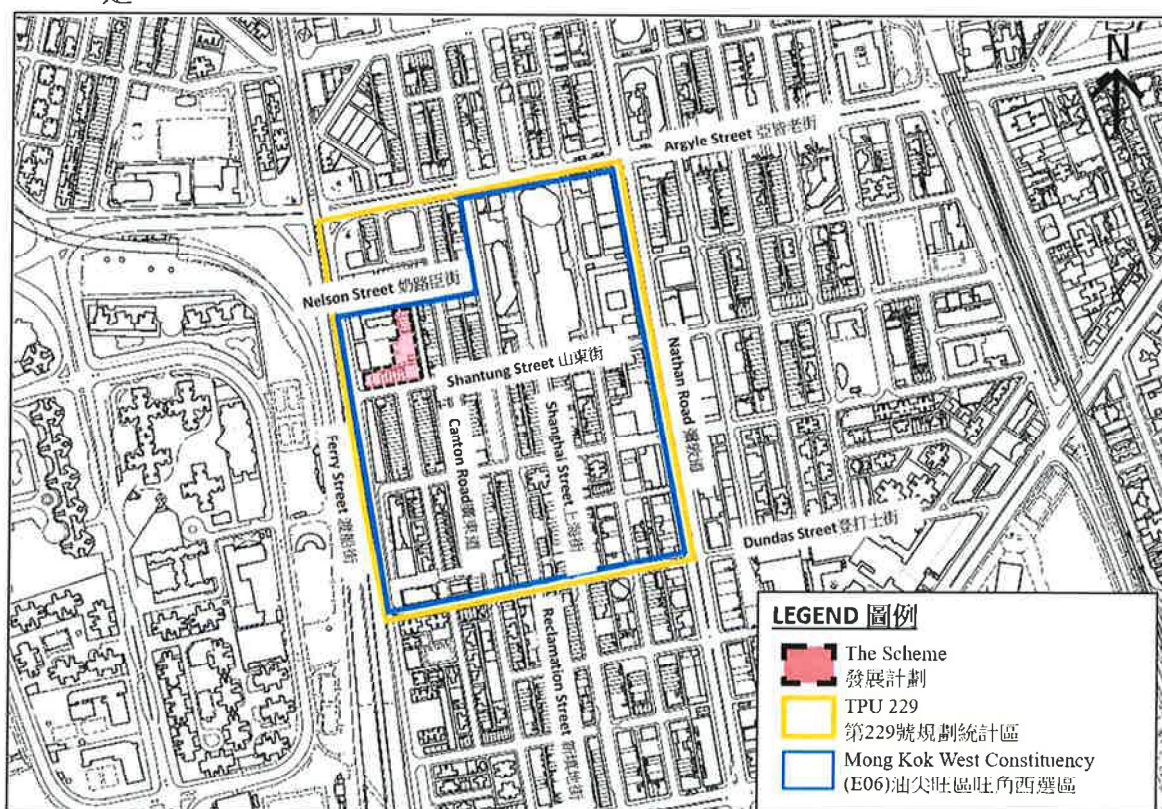 N
Argyle Street 亞皆老街
Nelson Street 奶路臣街
Shantung Street 山東街
Nathan Road 彌敦道
Ferry Street 渡船街
Canton Road 廣東道
Shanghai Street 上海街
Dundas Street 登打士街
Reclamation Street 新填地街
LEGEND 圖例
The Scheme
發展計劃
TPU 229
第229號規劃統計區
Mong Kok West Constituency
(E06)油尖旺區旺角西選區